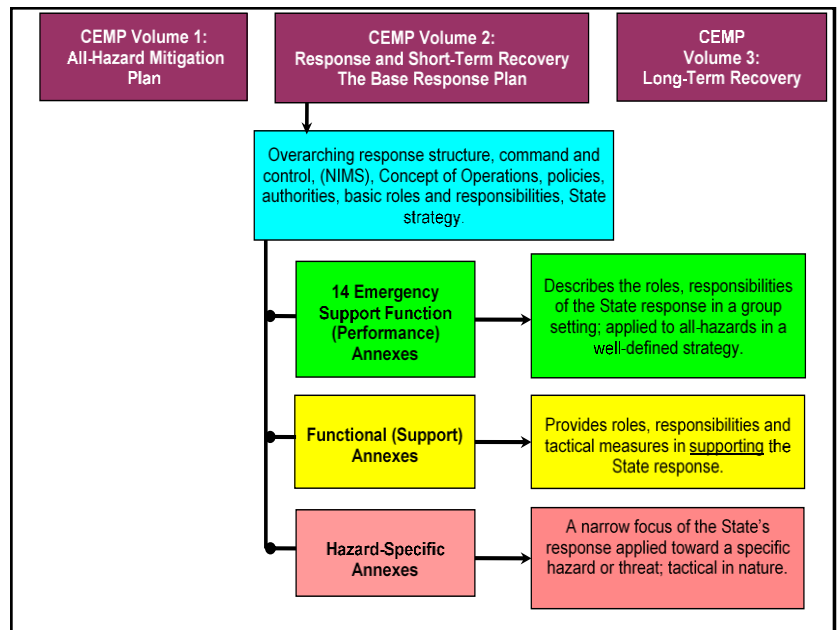 CEMP Volume 1:
All-Hazard Mitigation
Plan
CEMP Volume 2:
Response and Short-Term Recovery
The Base Response Plan
CEMP
Volume 3:
Long-Term Recovery
Overarching response structure, command and
control, (NIMS), Concept of Operations, policies,
authorities, basic roles and responsibilities, State
strategy.
14 Emergency
Support Function
(Performance)
Annexes
Describes the roles, responsibilities
of the State response in a group
setting; applied to all-hazards in a
well-defined strategy.
Functional (Support)
Annexes
Provides roles, responsibilities and
tactical measures in supporting the
State response.
Hazard-Specific
Annexes
A narrow focus of the State's
response applied toward a specific
hazard or threat; tactical in nature.